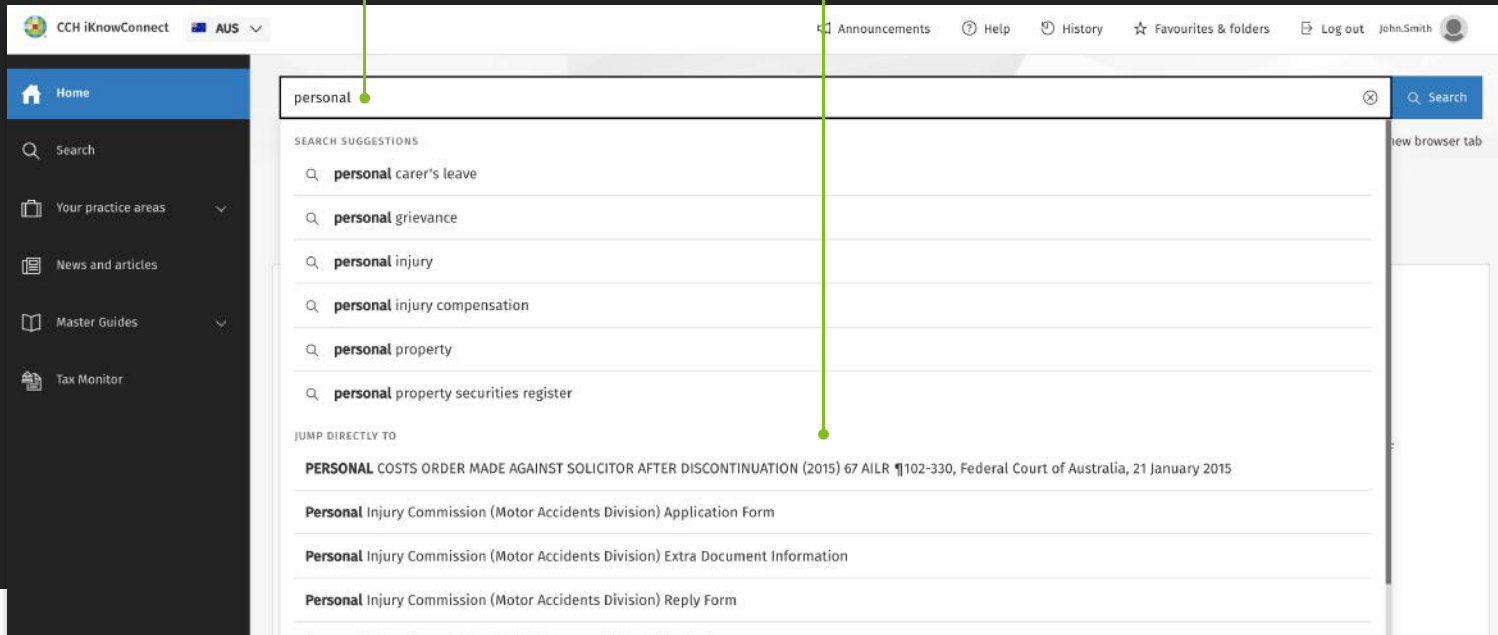 CCH iKnowConnect AUS Announcements Help History Favourites & folders Log out John.Smith
Home
personal Search
ew browser tab
Search
SEARCH SUGGESTIONS
personal carer's leave
Your practice areas
personal grievance
News and articles
personal injury
Master Guides
personal injury compensation
personal property
Tax Monitor
personal property securities register
JUMP DIRECTLY TO
PERSONAL COSTS ORDER MADE AGAINST SOLICITOR AFTER DISCONTINUATION (2015) 67 AILR ¶102-330, Federal Court of Australia, 21 January 2015
Personal Injury Commission (Motor Accidents Division) Application Form
Personal Injury Commission (Motor Accidents Division) Extra Document Information
Personal Injury Commission (Motor Accidents Division) Reply Form